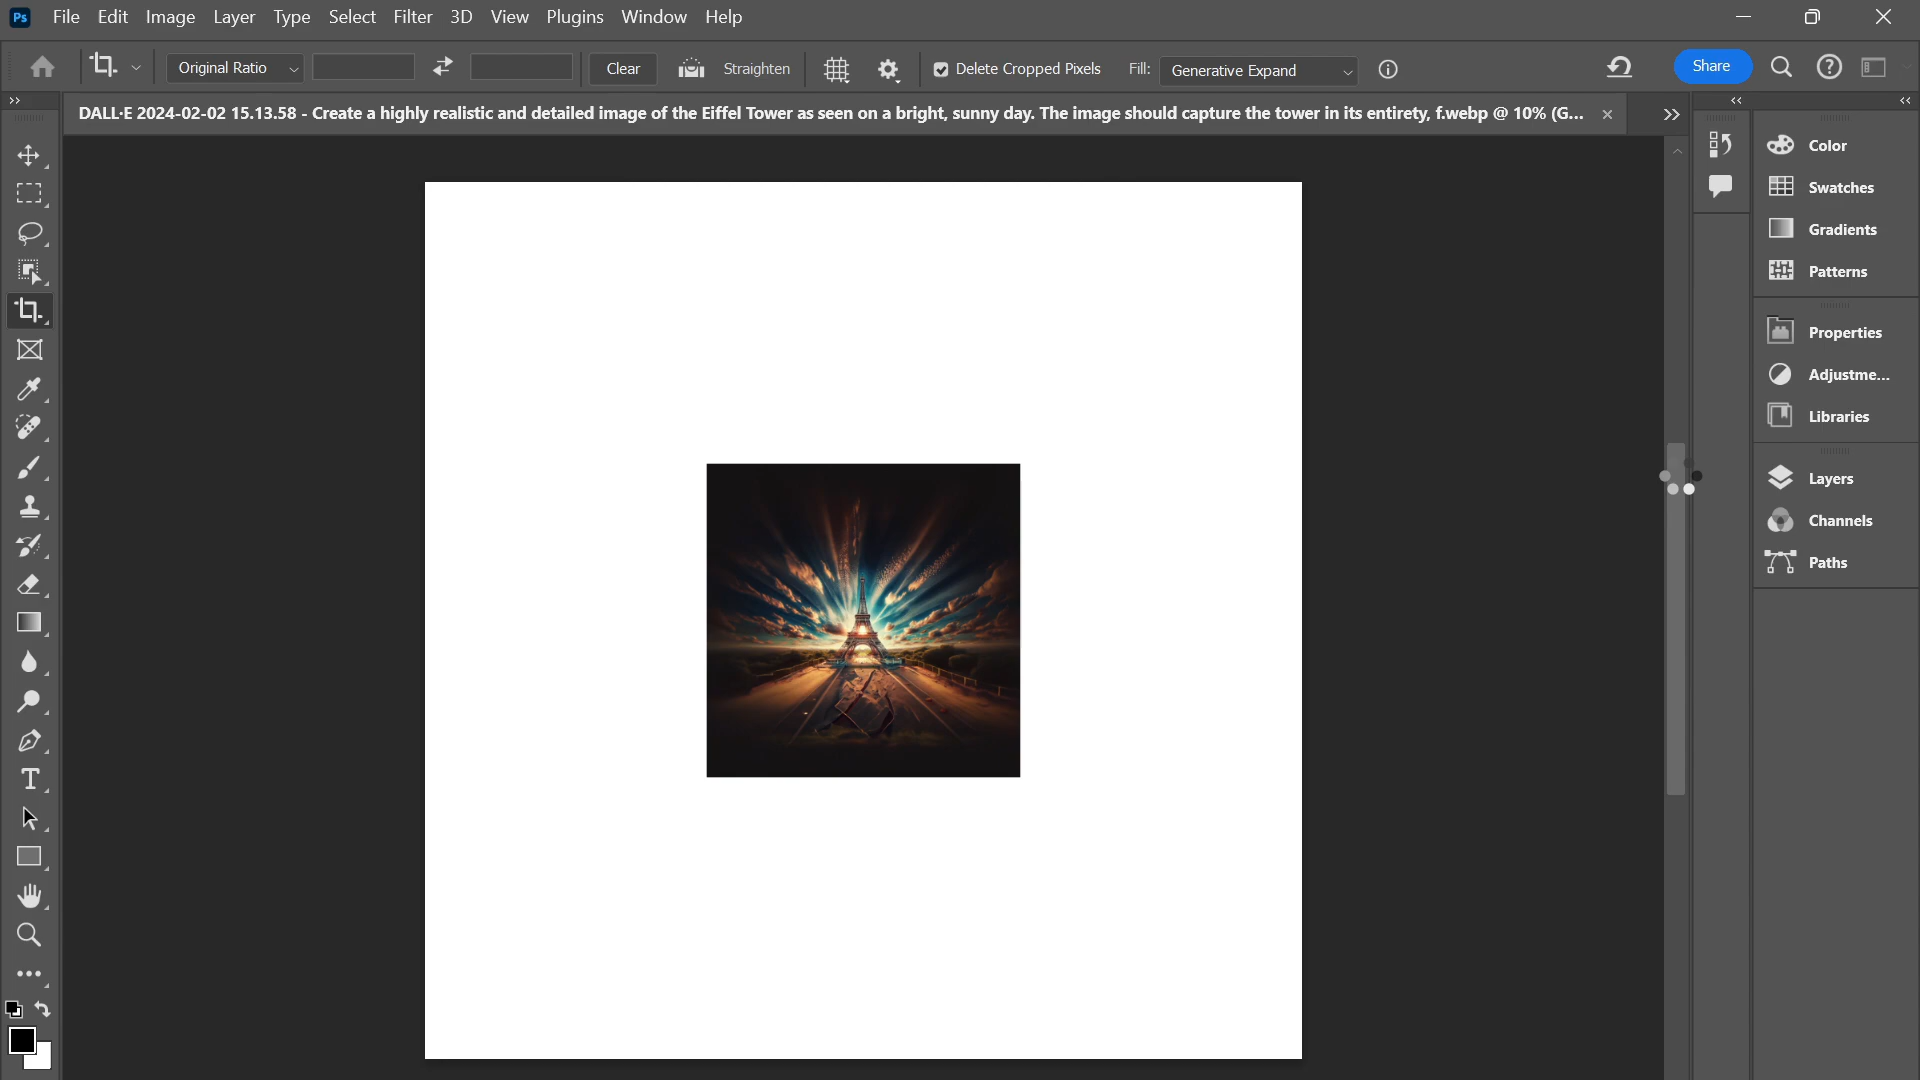 Ps File Edit Image Layer Type Select Filter 3D View Plugins Window Help
Original Ratio Clear Straighten Delete Cropped Pixels Fill: Generative Expand Share
DALL·E 2024-02-02 15.13.58 - Create a highly realistic and detailed image of the Eiffel Tower as seen on a bright, sunny day. The image should capture the tower in its entirety, f.webp @ 10% (G...
Color
Swatches
Gradients
Patterns
Properties
Adjustme...
Libraries
Layers
Channels
Paths